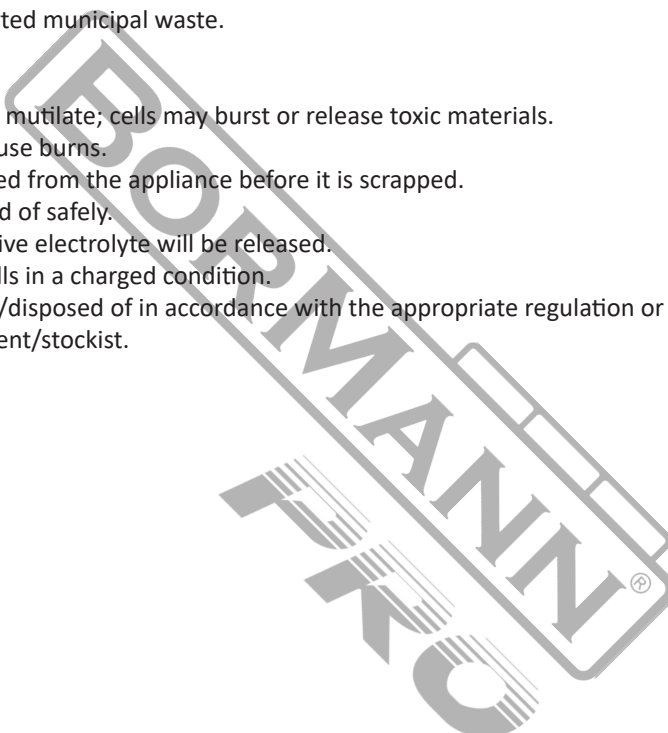 ted municipal waste.
mutilate; cells may burst or release toxic materials.
use burns.
ed from the appliance before it is scrapped.
d of safely.
ive electrolyte will be released.
lls in a charged condition.
/disposed of in accordance with the appropriate regulation or
ent/stockist.
BORMANN®
PRO